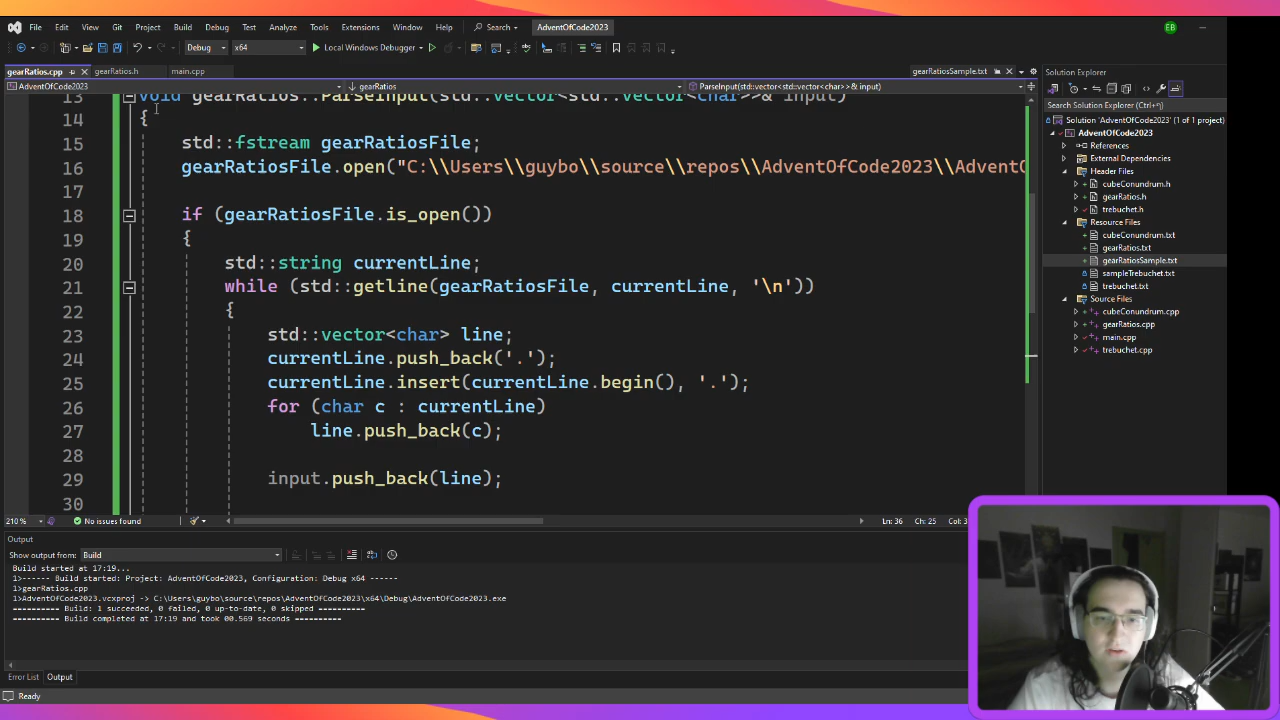 File Edit View Git Project Build Debug Test Analyze Tools Extensions Window Help Search AdventOfCode2023 EB
Debug x64 Local Windows Debugger
gearRatios.cpp gearRatios.h main.cpp gearRatiosSample.txt
AdventOfCode2023 gearRatios ParseInput(std::vector<std::vector<char>>& input)
13 void gearRatios::ParseInput(std::vector<std::vector<char>>& input)
14 {
15 std::fstream gearRatiosFile;
16 gearRatiosFile.open("C:\\Users\\guybo\\source\\repos\\AdventOfCode2023\\AdventO
17
18 if (gearRatiosFile.is_open())
19 {
20 std::string currentLine;
21 while (std::getline(gearRatiosFile, currentLine, '\n'))
22 {
23 std::vector<char> line;
24 currentLine.push_back('.');
25 currentLine.insert(currentLine.begin(), '.');
26 for (char c : currentLine)
27 line.push_back(c);
28
29 input.push_back(line);
30
210 % No issues found Ln: 36 Ch: 25 Col: 3
Solution Explorer
Search Solution Explorer (Ctrl+^)
Solution 'AdventOfCode2023' (1 of 1 project)
AdventOfCode2023
References
External Dependencies
Header Files
cubeConundrum.h
gearRatios.h
trebuchet.h
Resource Files
cubeConundrum.txt
gearRatios.txt
gearRatiosSample.txt
sampleTrebuchet.txt
trebuchet.txt
Source Files
cubeConundrum.cpp
gearRatios.cpp
main.cpp
trebuchet.cpp
Output
Show output from: Build
Build started at 17:19...
1>------ Build started: Project: AdventOfCode2023, Configuration: Debug x64 ------
1>gearRatios.cpp
1>AdventOfCode2023.vcxproj -> C:\Users\guybo\source\repos\AdventOfCode2023\x64\Debug\AdventOfCode2023.exe
========== Build: 1 succeeded, 0 failed, 0 up-to-date, 0 skipped ==========
========== Build completed at 17:19 and took 00.569 seconds ==========
Error List Output
Ready